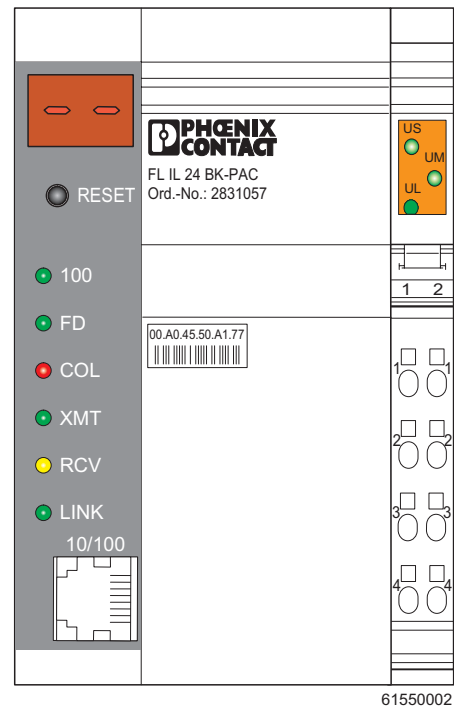 PHŒNIX
CONTACT
FL IL 24 BK-PAC
Ord.-No.: 2831057
RESET
US
UM
UL
100
FD
COL
XMT
RCV
LINK
10/100
00.A0.45.50.A1.77
1 2
1 1
2 2
3 3
4 4
61550002